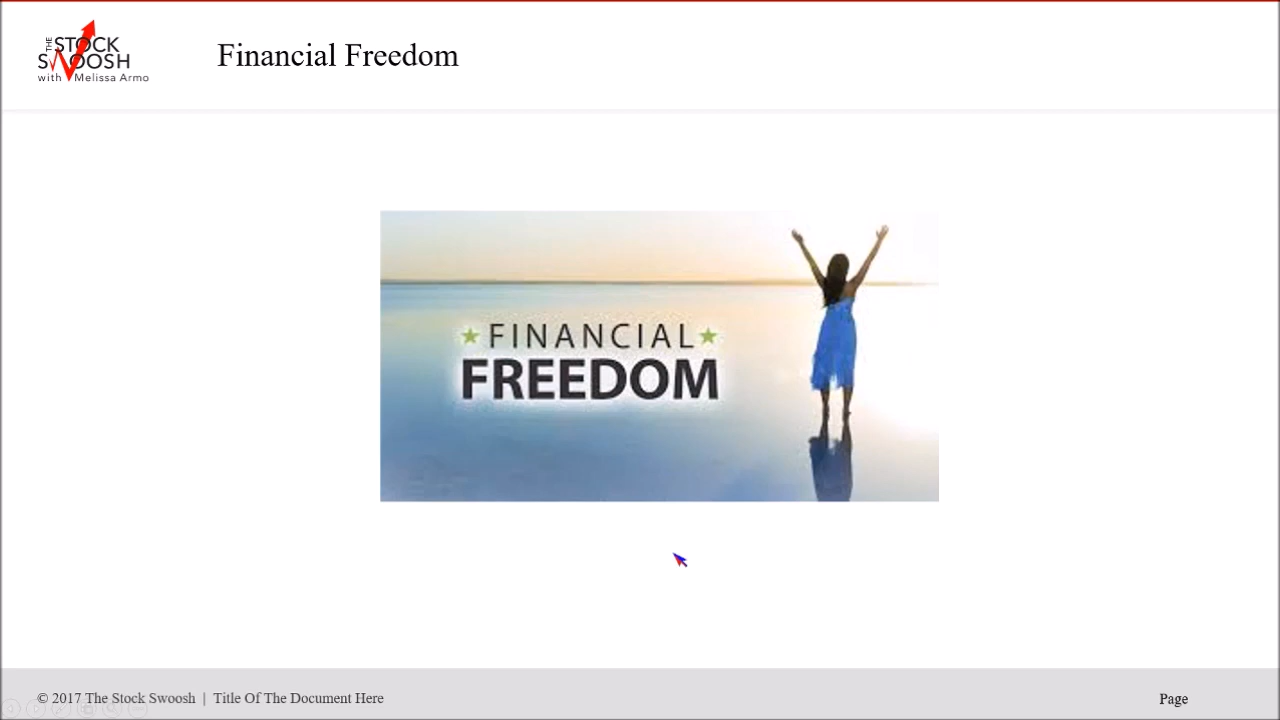 THE STOCK
SWOOSH
with Melissa Armo
Financial Freedom
FINANCIAL
FREEDOM
© 2017 The Stock Swoosh | Title Of The Document Here
Page